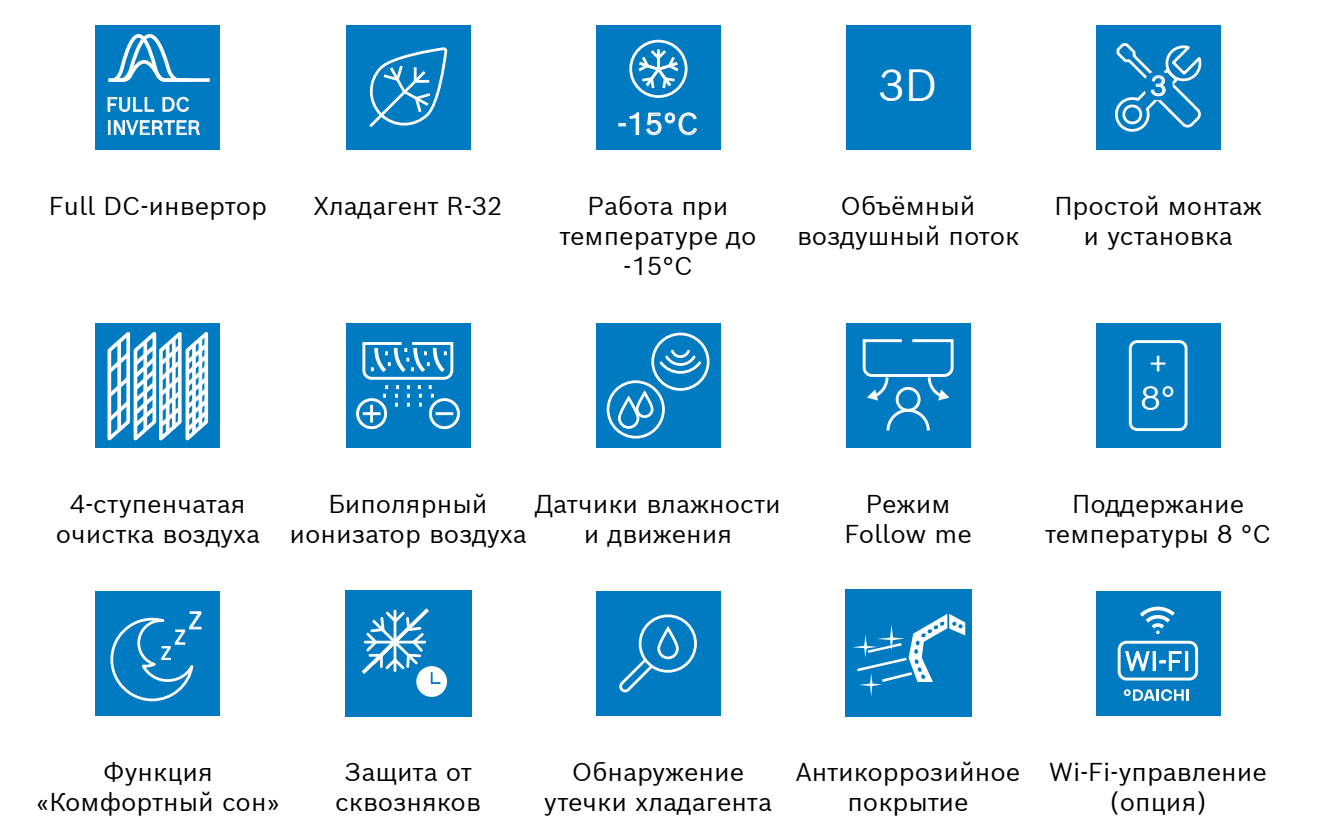 FULL DC
INVERTER
-15°C
3D
3
Full DC-инвертор
Хладагент R-32
Работа при
температуре до
-15°C
Объёмный
воздушный поток
Простой монтаж
и установка
+
8°
4-ступенчатая
очистка воздуха
Биполярный
ионизатор воздуха
Датчики влажности
и движения
Режим
Follow me
Поддержание
температуры 8 °C
z z Z
WI-FI
°DAICHI
Функция
«Комфортный сон»
Защита от
сквозняков
Обнаружение
утечки хладагента
Антикоррозийное
покрытие
Wi-Fi-управление
(опция)